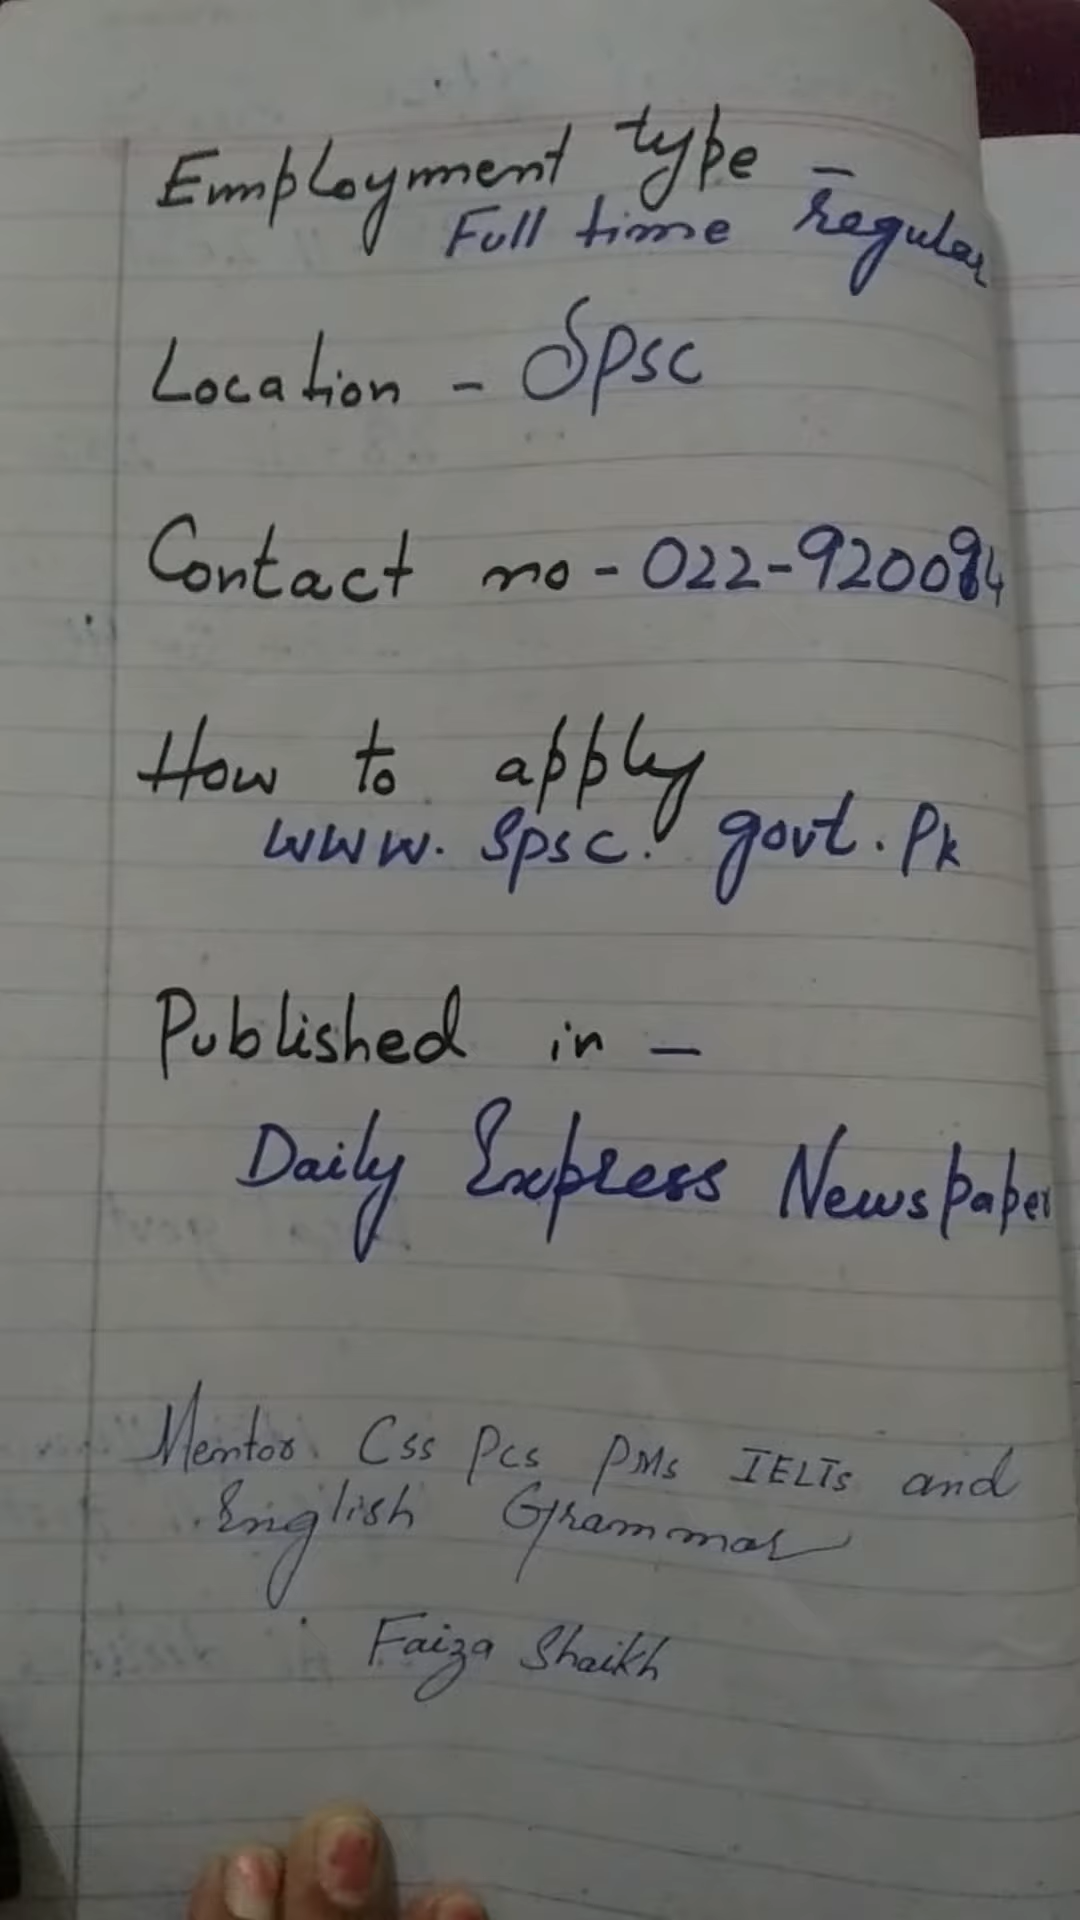 Employment type -
Full time regular
Location - Spsc
Contact no - 022-920094
How to apply
www. Spsc. govt. Pk
Published in -
Daily Express Newspaper
Mentor Css Pcs PMs IELTs and
English Grammar
Faiza Shaikh